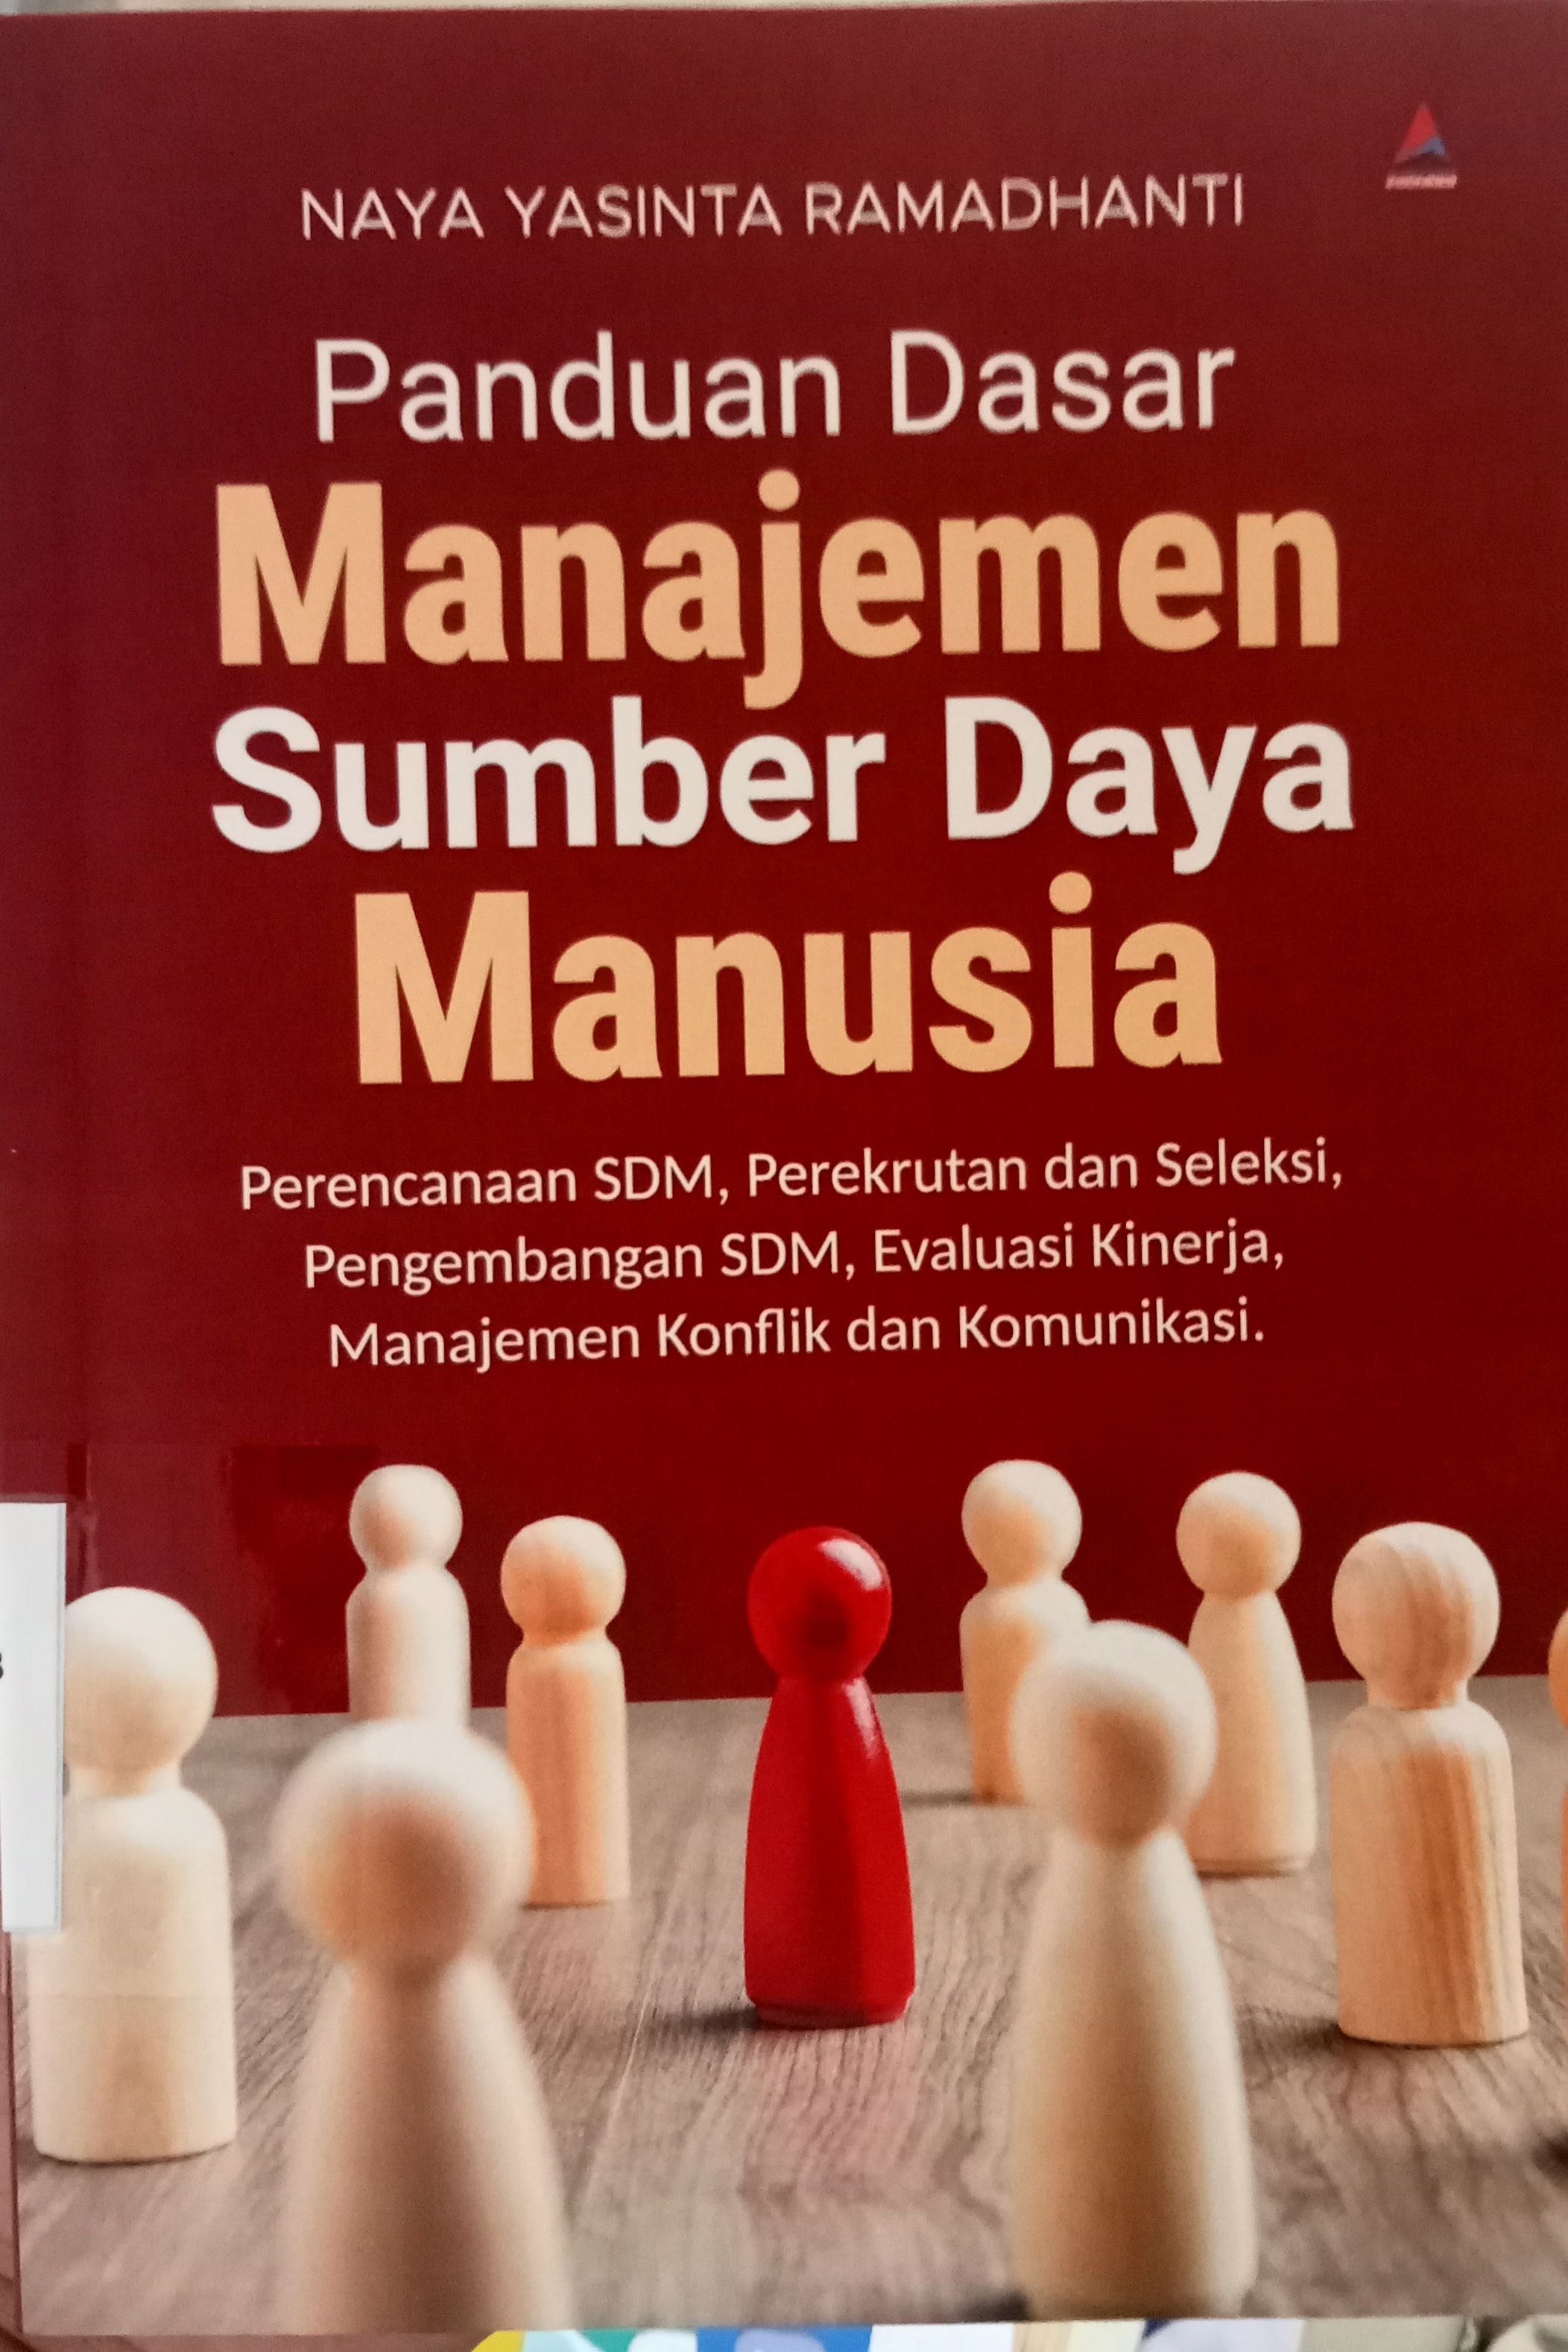 NAYA YASINTA RAMADHANTI
Panduan Dasar
Manajemen
Sumber Daya
Manusia
Perencanaan SDM, Perekrutan dan Seleksi,
Pengembangan SDM, Evaluasi Kinerja,
Manajemen Konflik dan Komunikasi.